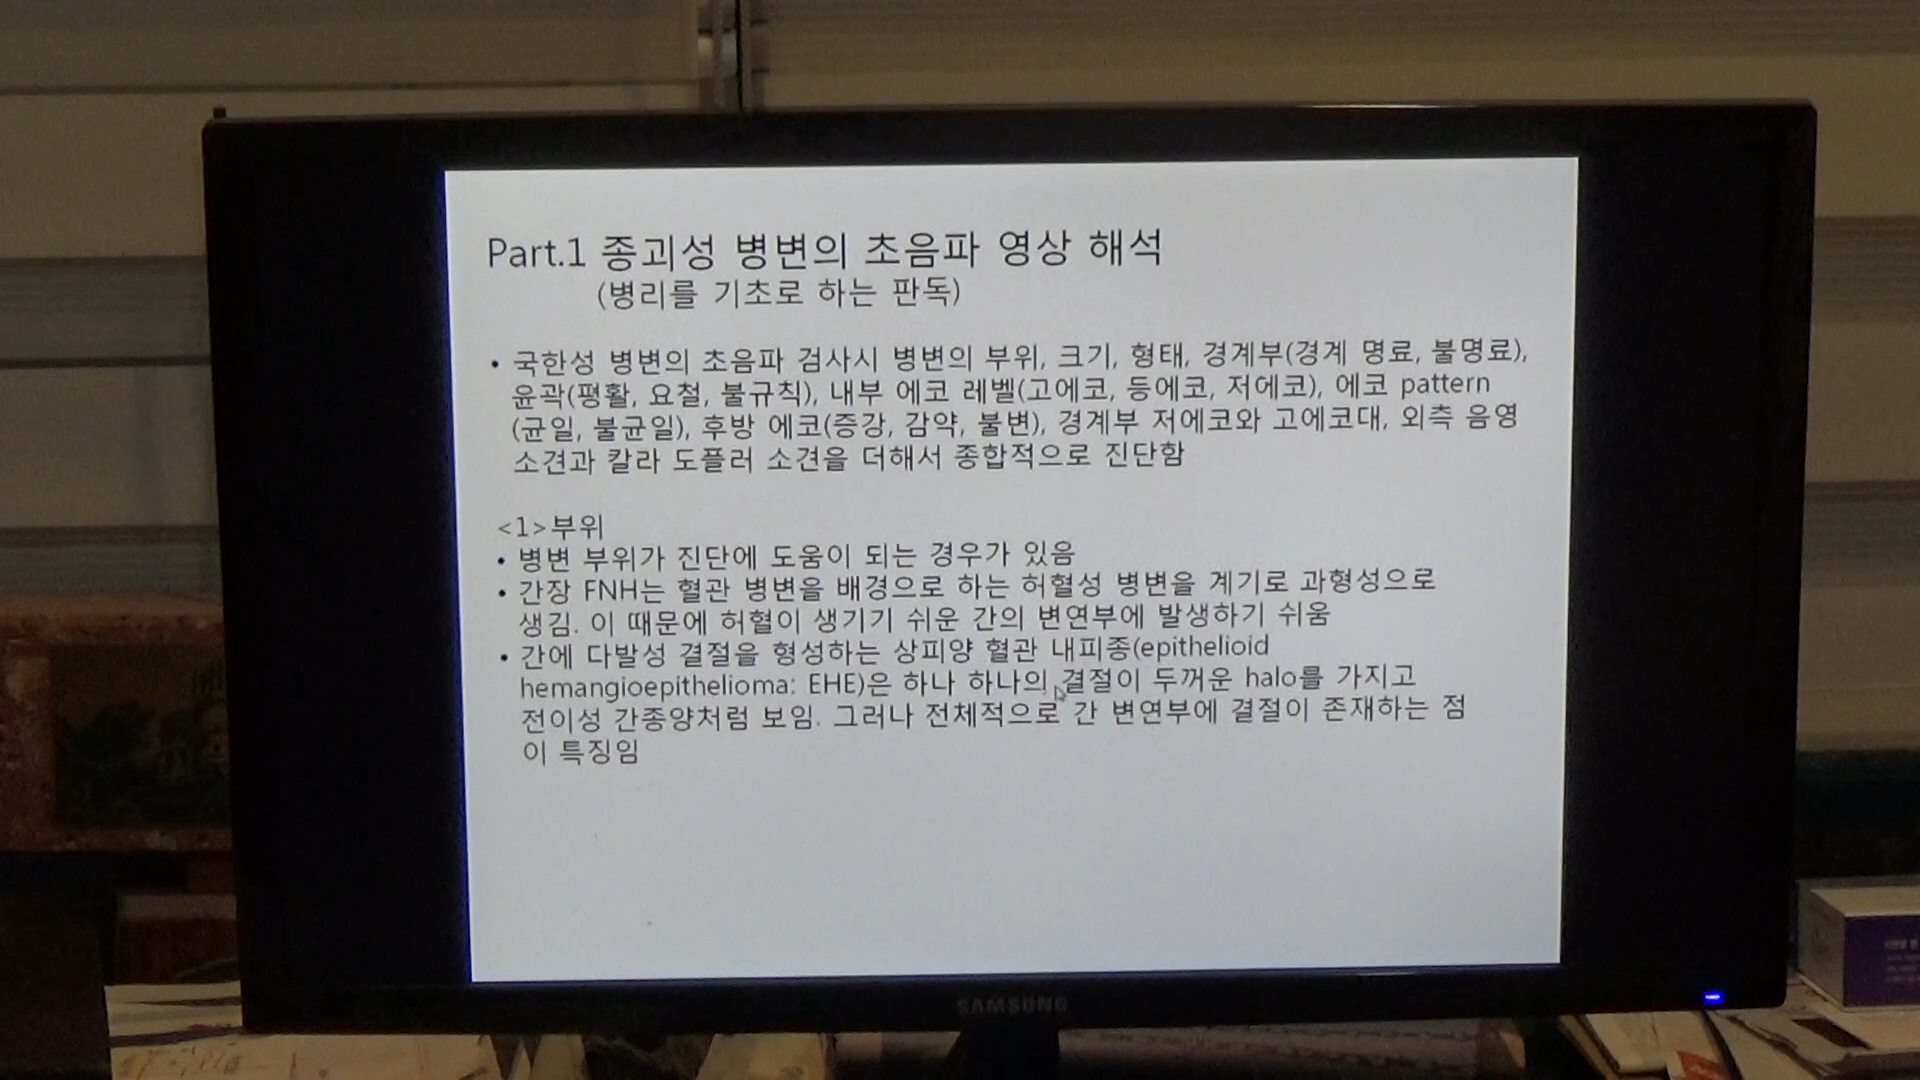 Part.1 종괴성 병변의 초음파 영상 해석
(병리를 기초로 하는 판독)
• 국한성 병변의 초음파 검사시 병변의 부위, 크기, 형태, 경계부(경계 명료, 불명료),
윤곽(평활, 요철, 불규칙), 내부 에코 레벨(고에코, 등에코, 저에코), 에코 pattern
(균일, 불균일), 후방 에코(증강, 감약, 불변), 경계부 저에코와 고에코대, 외측 음영
소견과 칼라 도플러 소견을 더해서 종합적으로 진단함
<1>부위
• 병변 부위가 진단에 도움이 되는 경우가 있음
• 간장 FNH는 혈관 병변을 배경으로 하는 허혈성 병변을 계기로 과형성으로
생김. 이 때문에 허혈이 생기기 쉬운 간의 변연부에 발생하기 쉬움
• 간에 다발성 결절을 형성하는 상피양 혈관 내피종(epithelioid
hemangioepithelioma: EHE)은 하나 하나의 결절이 두꺼운 halo를 가지고
전이성 간종양처럼 보임. 그러나 전체적으로 간 변연부에 결절이 존재하는 점
이 특징임
SAMSUNG